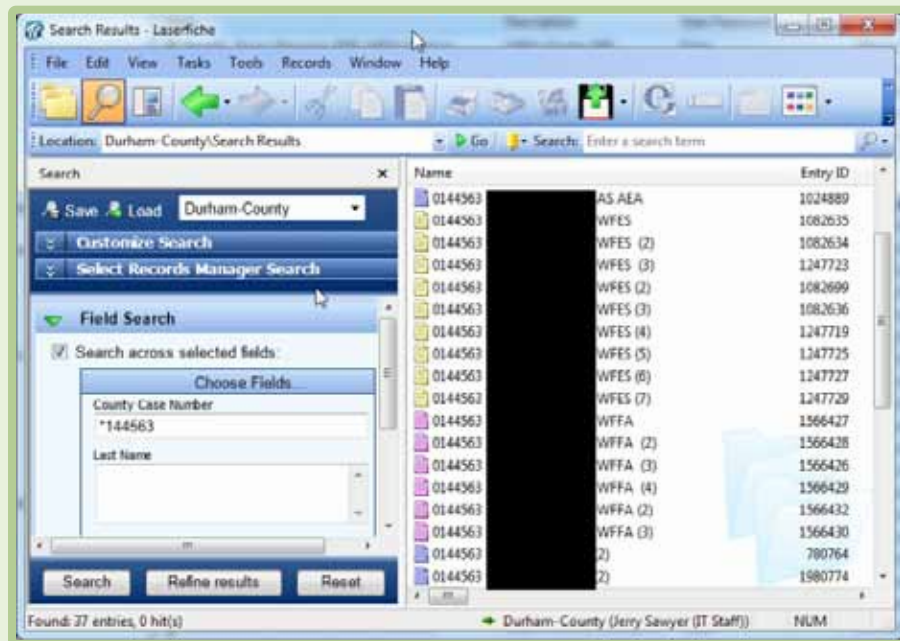 Search Results - Laserfiche
File Edit View Tasks Tools Records Window Help
Location: Durham-County\Search Results Go Search: Enter a search term
Search x
Save Load Durham-County
Customize Search
Select Records Manager Search
Field Search
Search across selected fields:
Choose Fields...
County Case Number
*144563
Last Name
Search Refine results Reset
Name Entry ID
0144563 AS AEA 1024889
0144563 WFES 1082635
0144563 WFES (2) 1082634
0144563 WFES (3) 1247723
0144563 WFES (2) 1082699
0144563 WFES (3) 1082636
0144563 WFES (4) 1247719
0144563 WFES (5) 1247725
0144563 WFES (6) 1247727
0144563 WFES (7) 1247729
0144563 WFFA 1566427
0144563 WFFA (2) 1566428
0144563 WFFA (3) 1566426
0144563 WFFA (4) 1566429
0144563 WFFA (2) 1566432
0144563 WFFA (3) 1566430
0144563 2) 780764
0144563 2) 1980774
Found: 37 entries, 0 hit(s) Durham-County (Jerry Sawyer (IT Staff)) NUM